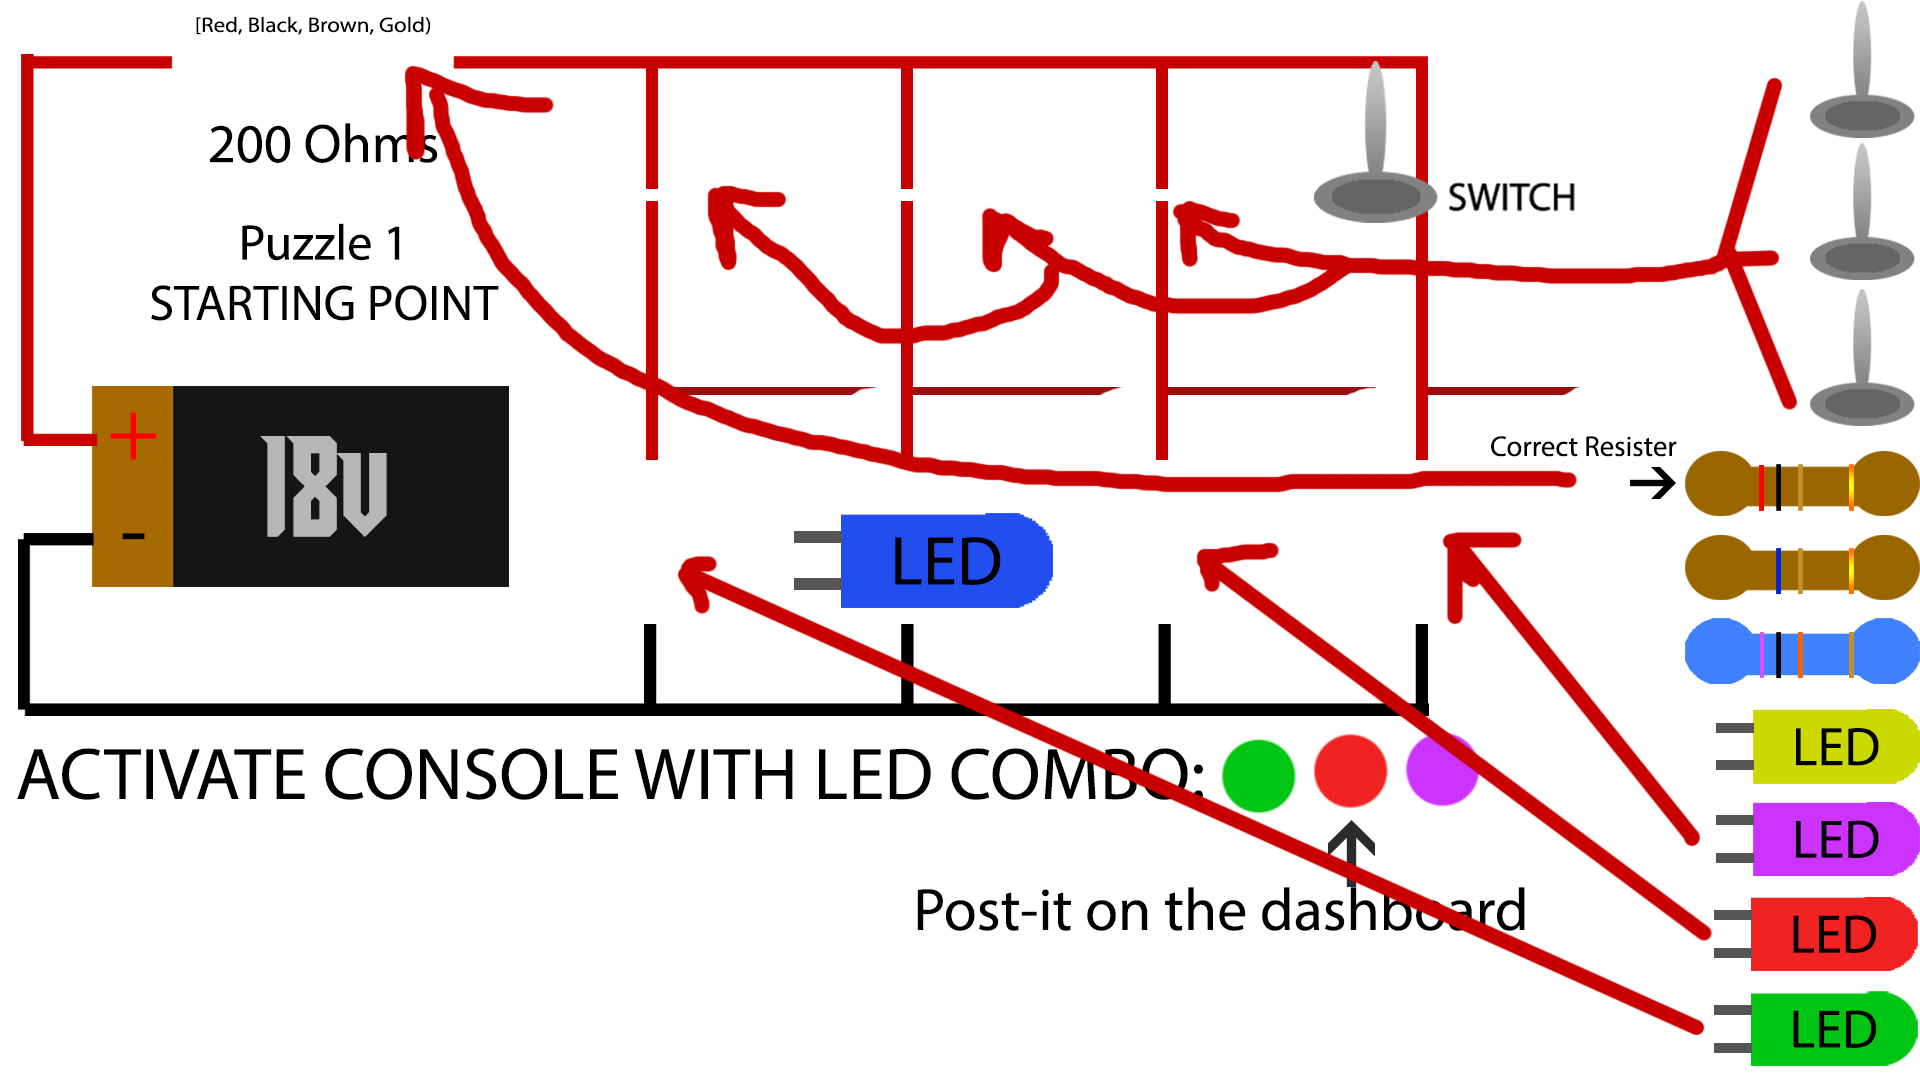 [Red, Black, Brown, Gold)
200 Ohms
Puzzle 1
STARTING POINT
SWITCH
+
18v
-
Correct Resister
LED
LED
LED
LED
LED
ACTIVATE CONSOLE WITH LED COMBO:
Post-it on the dashboard